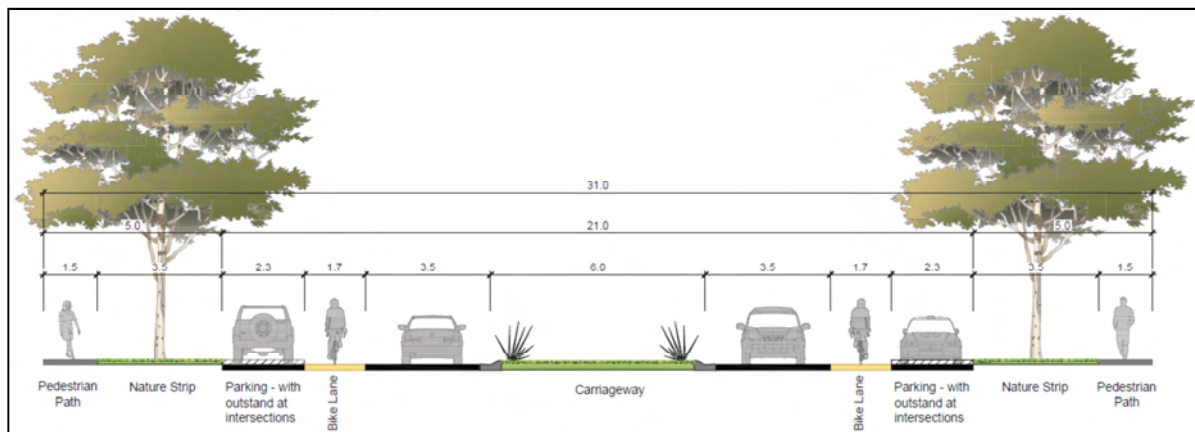 31.0
5.0 21.0 5.0
1.5 3.5 2.3 1.7 3.5 6.0 3.5 1.7 2.3 3.5 1.5
Pedestrian
Path
Nature Strip
Parking - with
outstand at
intersections
Bike Lane
Carriageway
Bike Lane
Parking - with
outstand at
intersections
Nature Strip
Pedestrian
Path